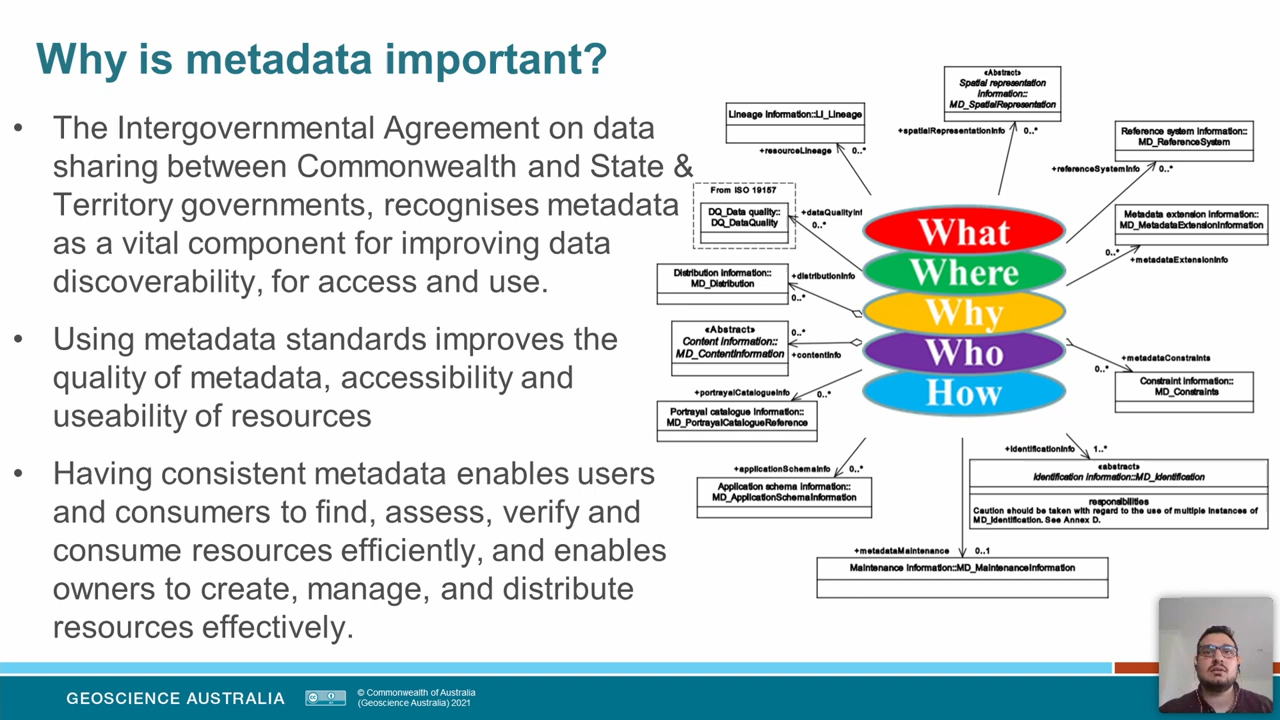 Why is metadata important?
• The Intergovernmental Agreement on data
sharing between Commonwealth and State &
Territory governments, recognises metadata
as a vital component for improving data
discoverability, for access and use.
• Using metadata standards improves the
quality of metadata, accessibility and
useability of resources
• Having consistent metadata enables users
and consumers to find, assess, verify and
consume resources efficiently, and enables
owners to create, manage, and distribute
resources effectively.
«Abstract»
Spatial representation
information::
MD_SpatialRepresentation
+spatialRepresentationInfo 0..*
Lineage information::LI_Lineage
+resourceLineage 0..*
Reference system information::
MD_ReferenceSystem
+referenceSystemInfo 0..*
From ISO 19157
DQ_Data quality::
DQ_DataQuality
+dataQualityInf
0..*
Metadata extension information::
MD_MetadataExtensionInformation
0..*
+metadataExtensionInfo
Distribution information::
MD_Distribution
+distributionInfo
0..*
«Abstract»
Content information::
MD_ContentInformation
0..*
+contentInfo
What
Where
Why
Who
How
+metadataConstraints
0..*
Constraint information::
MD_Constraints
+portrayalCatalogueInfo 0..*
Portrayal catalogue information::
MD_PortrayalCatalogueReference
+applicationSchemaInfo 0..*
Application schema information::
MD_ApplicationSchemaInformation
+identificationInfo 1..*
«abstract»
Identification information::MD_Identification
responsibilities
Caution should be taken with regard to the use of multiple instances of
MD_Identification. See Annex D.
+metadataMaintenance 0..1
Maintenance information::MD_MaintenanceInformation
GEOSCIENCE AUSTRALIA
© Commonwealth of Australia
(Geoscience Australia) 2021